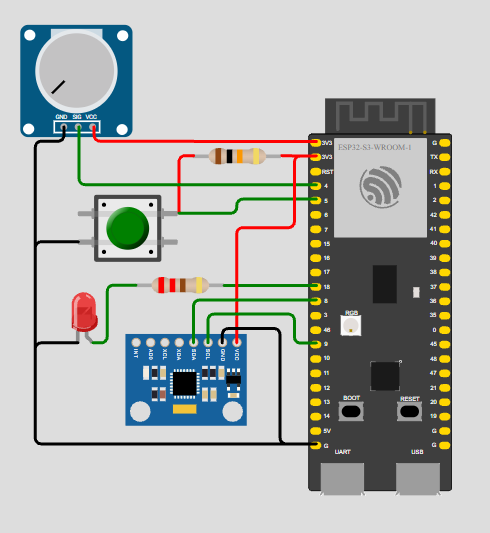 GND SIG VCC
3V3 ESP32-S3-WROOM-1 G
3V3 TX
RST RX
4 1
5 2
6 42
7 41
15 40
16 39
17 38
18 37
8 36
3 RGB 35
46 0
9 45
10 48
11 47
12 21
13 20
14 19
5V G
G G
BOOT RESET
UART USB
INT AD0 XCL XDA SDA SCL GND VCC